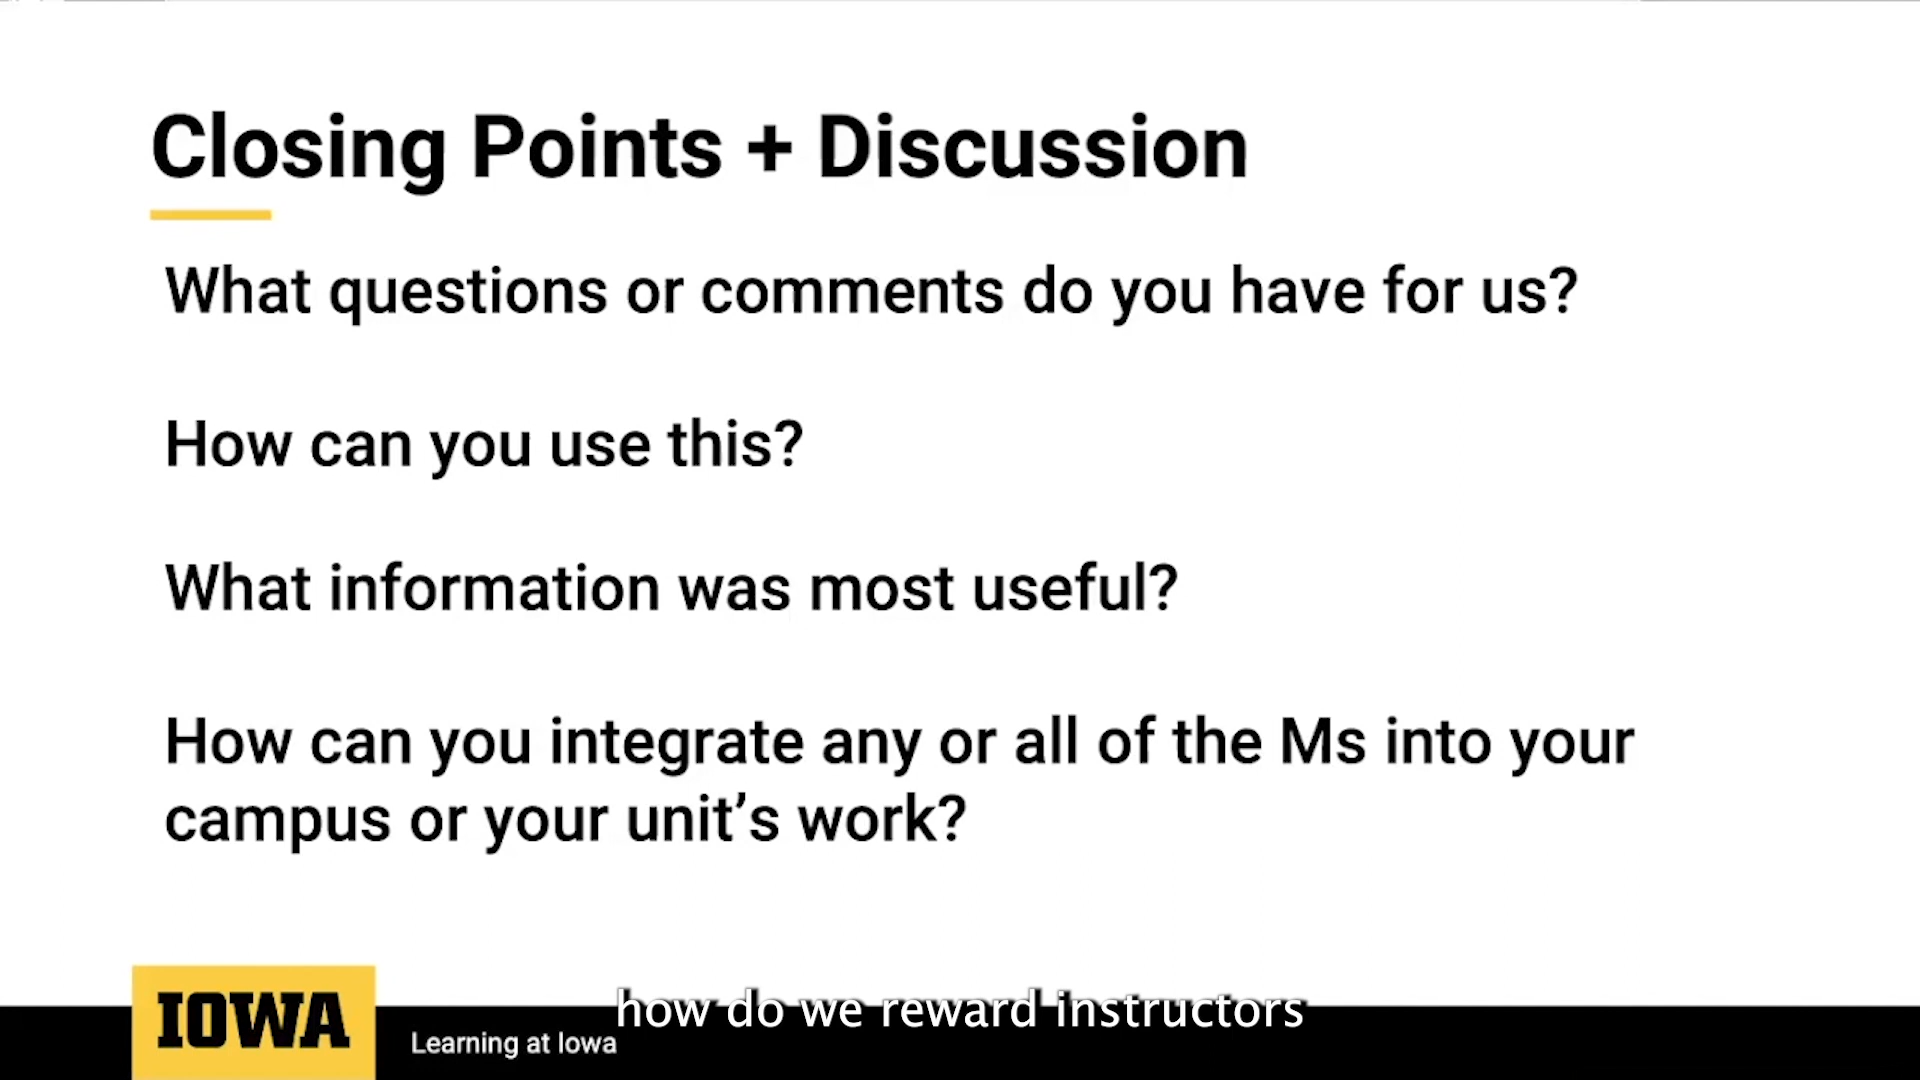 Closing Points + Discussion
What questions or comments do you have for us?
How can you use this?
What information was most useful?
How can you integrate any or all of the Ms into your
campus or your unit’s work?
how do we reward instructors
IOWA
Learning at Iowa